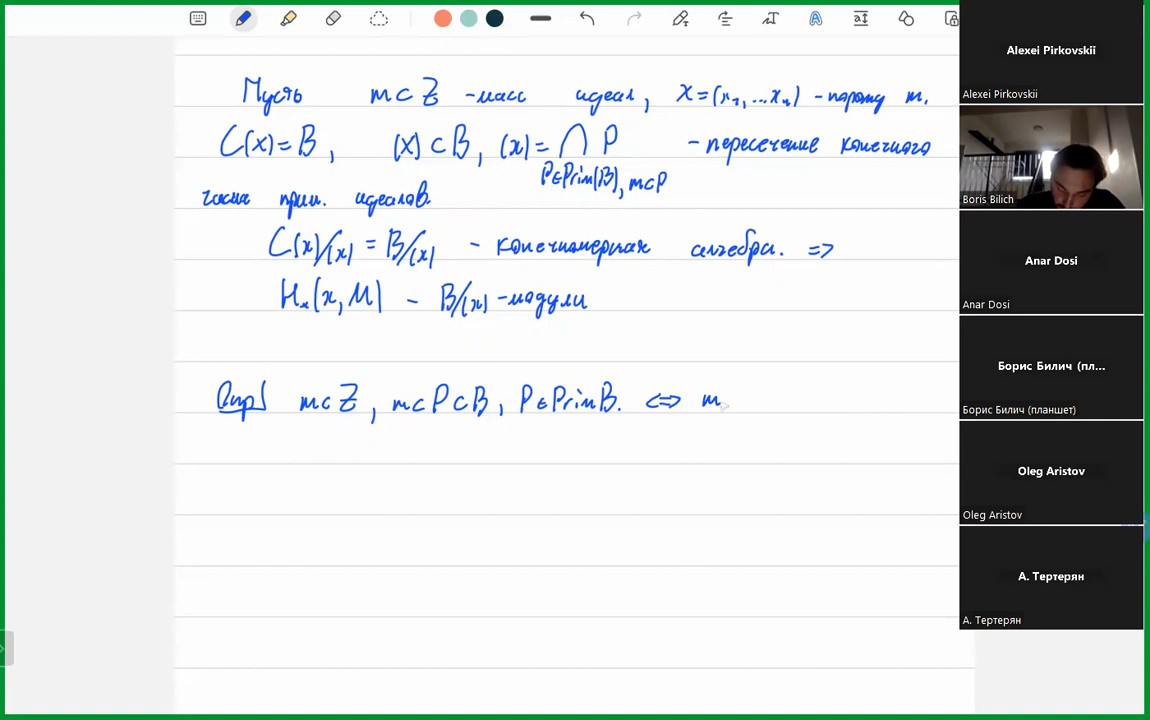 Пусть m ⊂ Z - макс идеал, x = (x₁, ... xₙ) - порожд m.
C(x) = B, (x) ⊂ B, (x) = ⋂ P - пересечение конечного
P∈Prim(B), m⊂P
числа прим. идеалов.
C(x)/(x) = B/(x) - конечномерная алгебра. =>
(x, M) - B/(x) -модули
Опр m ⊂ Z, m ⊂ P ⊂ B, P ∈ Prim B. <=> m
Alexei Pirkovskii
Alexei Pirkovskii
Boris Bilich
Anar Dosi
Anar Dosi
Борис Билич (пл...
Борис Билич (планшет)
Oleg Aristov
Oleg Aristov
А. Тертерян
А. Тертерян